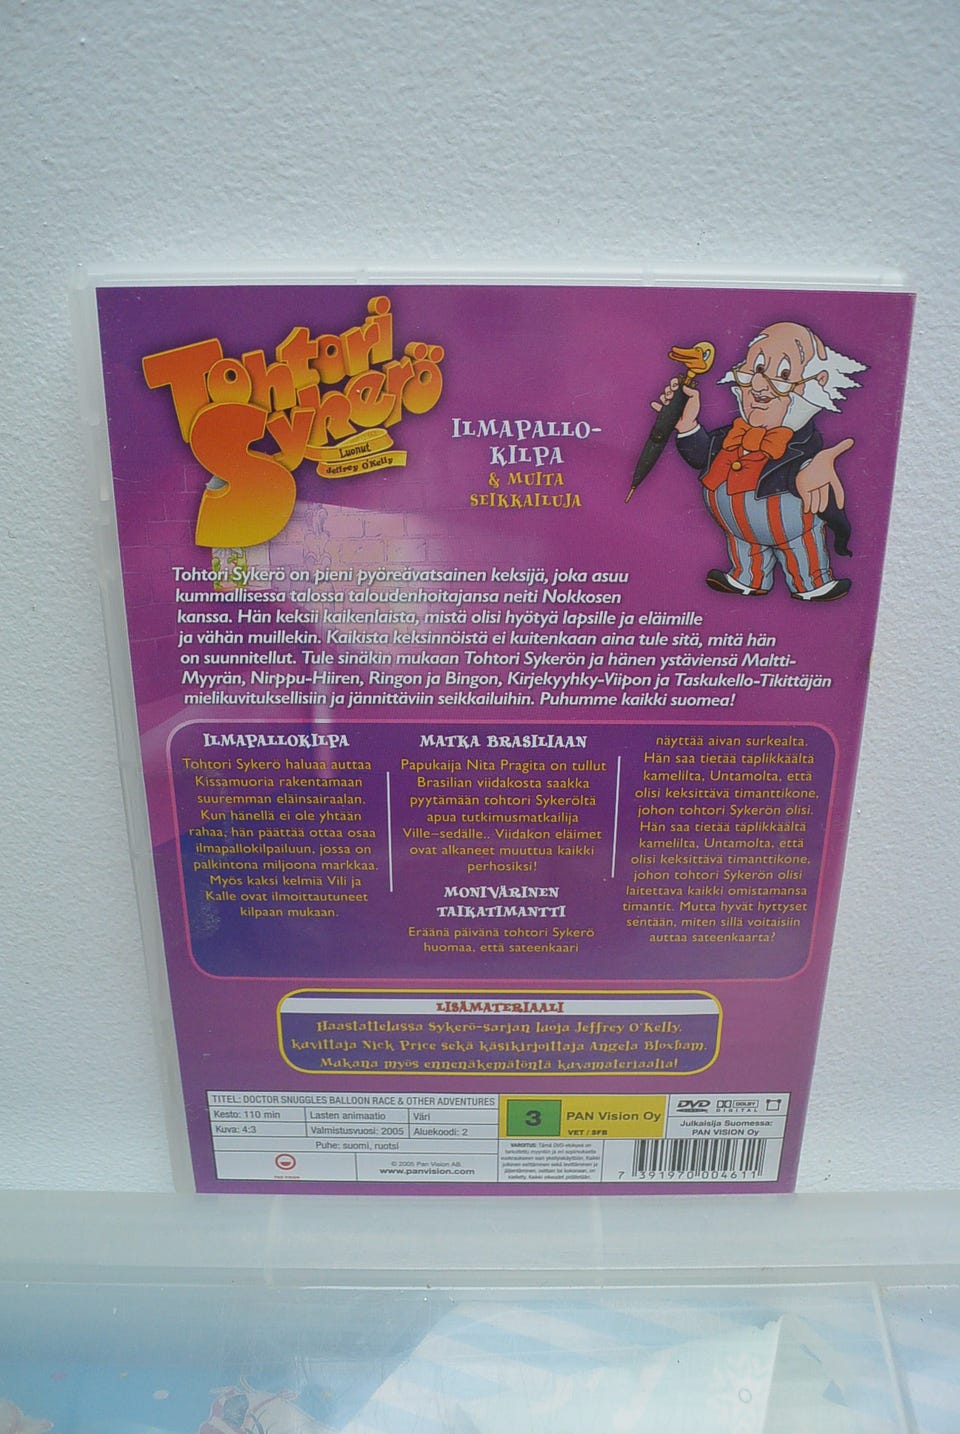 Tohtori
Sykerö
Luonut
Jeffrey O'Kelly
ILMAPALLO-
KILPA
& MUITA
SEIKKAILUJA
Tohtori Sykerö on pieni pyöreävatsainen keksijä, joka asuu
kummallisessa talossa taloudenhoitajansa neiti Nokkosen
kanssa. Hän keksii kaikenlaista, mistä olisi hyötyä lapsille ja eläimille
ja vähän muillekin. Kaikista keksinnöistä ei kuitenkaan aina tule sitä, mitä hän
on suunnitellut. Tule sinäkin mukaan Tohtori Sykerön ja hänen ystäviensä Maltti-
Myyrän, Nirppu-Hiiren, Ringon ja Bingon, Kirjekyyhky-Viipon ja Taskukello-Tikittäjän
mielikuvituksellisiin ja jännittäviin seikkailuihin. Puhumme kaikki suomea!
ILMAPALLOKILPA
Tohtori Sykerö haluaa auttaa
Kissamuoria rakentamaan
suuremman eläinsairaalan.
Kun hänellä ei ole yhtään
rahaa, hän päättää ottaa osaa
ilmapallokilpailuun, jossa on
palkintona miljoona markkaa.
Myös kaksi kelmiä Vili ja
Kalle ovat ilmoittautuneet
kilpaan mukaan.
MATKA BRASILIAAN
Papukaija Nita Pragita on tullut
Brasilian viidakosta saakka
pyytämään tohtori Sykeröltä
apua tutkimusmatkailija
Ville-sedälle.. Viidakon eläimet
ovat alkaneet muuttua kaikki
perhosiksi!
MONIVÄRINEN
TAIKATIMANTTI
Eräänä päivänä tohtori Sykerö
huomaa, että sateenkaari
näyttää aivan surkealta.
Hän saa tietää täplikkäältä
kamelilta, Untamolta, että
olisi keksittävä timanttikone,
johon tohtori Sykerön olisi.
Hän saa tietää täplikkäältä
kamelilta, Untamolta, että
olisi keksittävä timanttikone,
johon tohtori Sykerön olisi
laitettava kaikki omistamansa
timantit. Mutta hyvät hyttyset
sentään, miten sillä voitaisiin
auttaa sateenkaarta?
LISÄMATERIAALI
Haastattelussa Sykerö-sarjan luoja Jeffrey O'Kelly,
kuvittaja Nick Price sekä käsikirjoittaja Angela Bloxham.
Mukana myös ennenäkemätöntä kuvamateriaalia!
TITEL: DOCTOR SNUGGLES BALLOON RACE & OTHER ADVENTURES
Kesto: 110 min Lasten animaatio Väri
Kuva: 4:3 Valmistusvuosi: 2005 Aluekoodi: 2
Puhe: suomi, ruotsi
PAN VISION
© 2005 Pan Vision AB.
www.panvision.com
3
PAN Vision Oy
VET / SFB
DVD
DOLBY
DIGITAL
Julkaisija Suomessa:
PAN VISION Oy
7 391970 004611